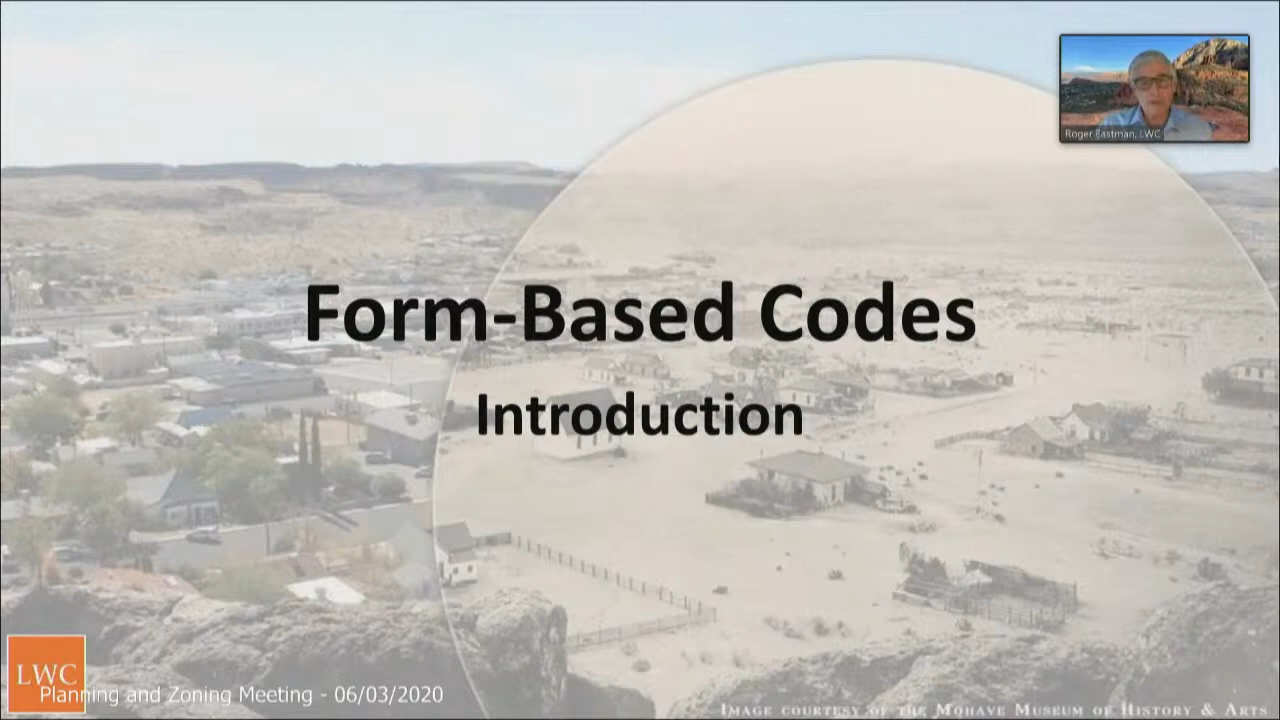 Roger Eastman, LWC
Form-Based Codes
Introduction
LWC
Planning and Zoning Meeting - 06/03/2020
IMAGE COURTESY OF THE MOHAVE MUSEUM OF HISTORY & ARTS